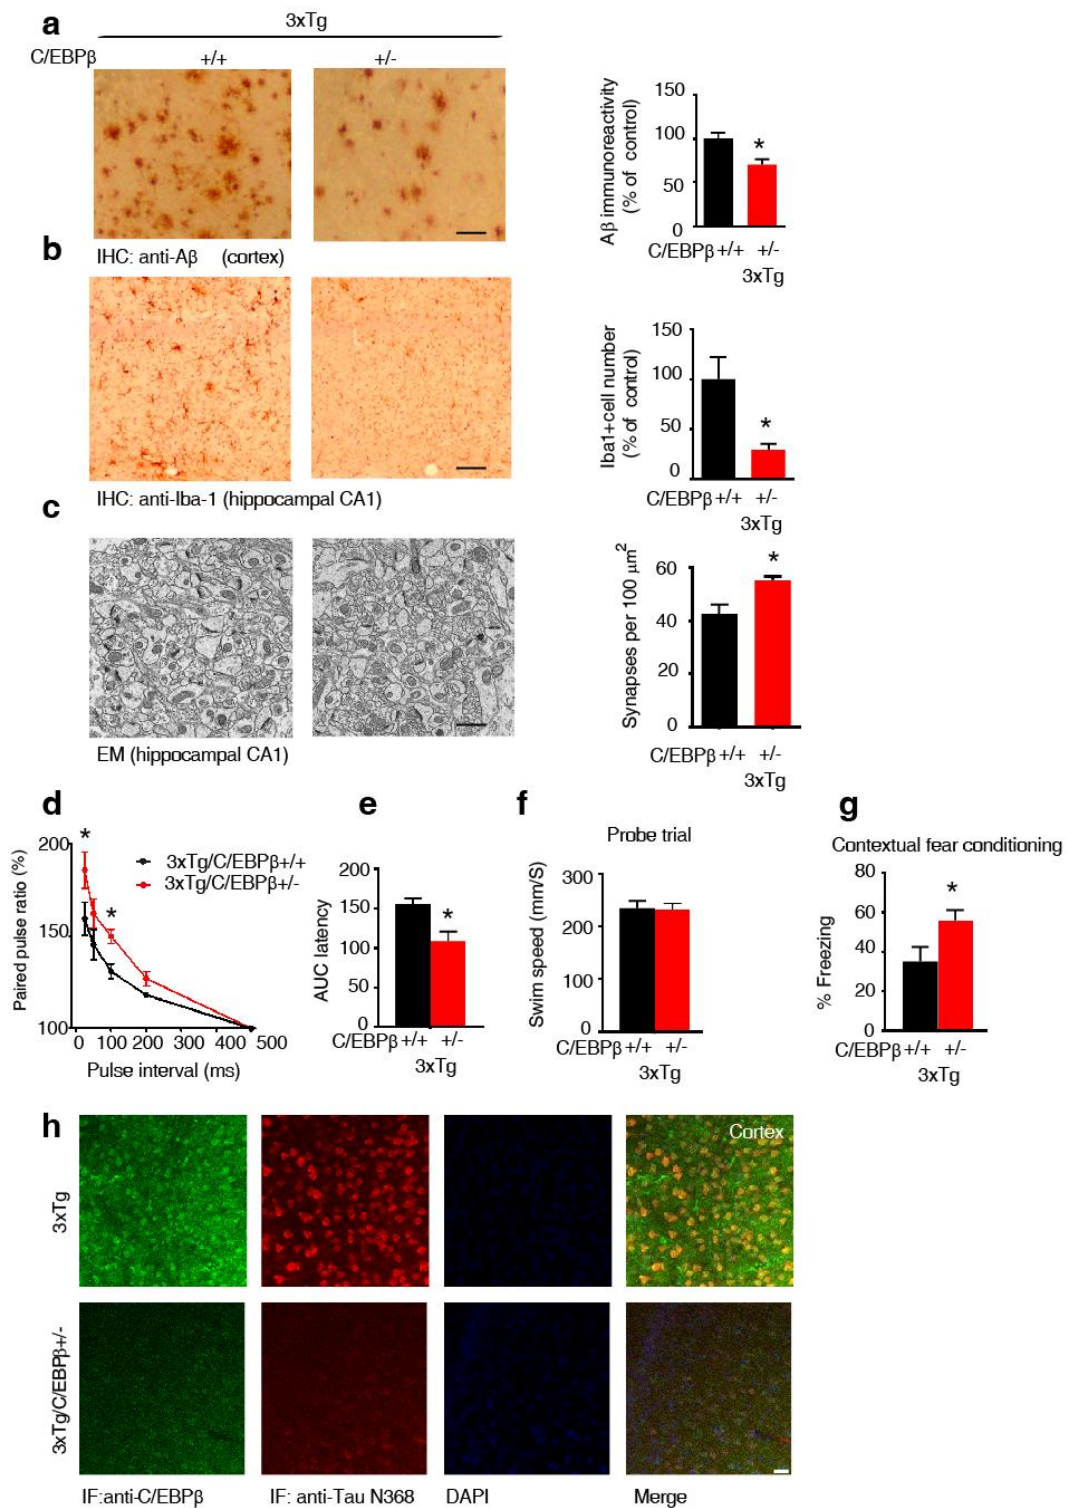 a
3xTg
C/EBPβ +/+ +/-
150
100
50
0
Aβ immunoreactivity
(% of control)
*
C/EBPβ +/+ +/-
3xTg
IHC: anti-Aβ (cortex)
b
150
100
50
0
Iba1+cell number
(% of control)
*
C/EBPβ +/+ +/-
3xTg
IHC: anti-Iba-1 (hippocampal CA1)
c
60
40
20
0
Synapses per 100 μm²
*
C/EBPβ +/+ +/-
3xTg
EM (hippocampal CA1)
d
200
150
100
Paired pulse ratio (%)
*
*
3xTg/C/EBPβ+/+
3xTg/C/EBPβ+/-
0 100 200 300 400 500
Pulse interval (ms)
e
200
150
100
50
0
AUC latency
*
C/EBPβ +/+ +/-
3xTg
f
Probe trial
300
200
100
0
Swim speed (mm/S)
C/EBPβ +/+ +/-
3xTg
g
Contextual fear conditioning
80
60
40
20
0
% Freezing
*
C/EBPβ +/+ +/-
3xTg
h
Cortex
3xTg
3xTg/C/EBPβ+/-
IF:anti-C/EBPβ IF: anti-Tau N368 DAPI Merge